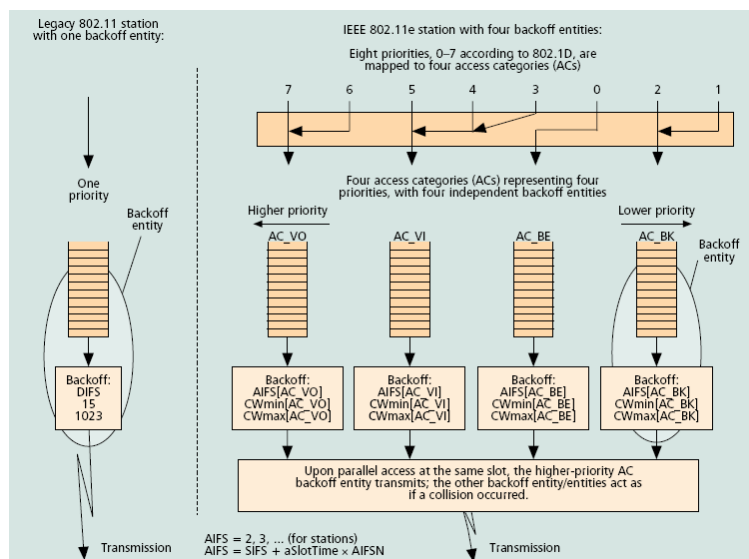 Legacy 802.11 station
with one backoff entity:
IEEE 802.11e station with four backoff entities:
Eight priorities, 0–7 according to 802.1D, are
mapped to four access categories (ACs)
7 6 5 4 3 0 2 1
One
priority
Backoff
entity
Four access categories (ACs) representing four
priorities, with four independent backoff entities
Higher priority
Lower priority
AC_VO AC_VI AC_BE AC_BK
Backoff
entity
Backoff:
DIFS
15
1023
Backoff:
AIFS[AC_VO]
CWmin[AC_VO]
CWmax[AC_VO]
Backoff:
AIFS[AC_VI]
CWmin[AC_VI]
CWmax[AC_VI]
Backoff:
AIFS[AC_BE]
CWmin[AC_BE]
CWmax[AC_BE]
Backoff:
AIFS[AC_BK]
CWmin[AC_BK]
CWmax[AC_BK]
Upon parallel access at the same slot, the higher-priority AC
backoff entity transmits; the other backoff entity/entities act as
if a collision occurred.
Transmission
AIFS = 2, 3, ... (for stations)
AIFS = SIFS + aSlotTime × AIFSN
Transmission